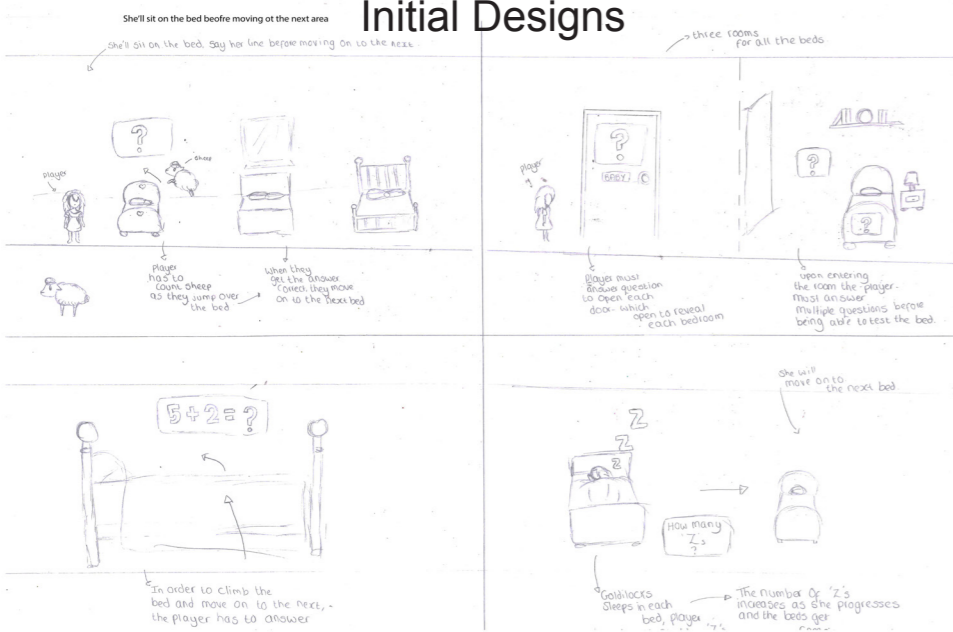 Initial Designs
She'll sit on the bed beofre moving ot the next area
She'll sit on the bed. Say her line before moving on to the next
player
?
sheep
Player
has to
count sheep
as they jump over
the bed
When they
get the answer
correct, they move
on to the next bed
three rooms
for all the beds
player
?
BABY
?
?
Player must
answer question
to open each
door - which
open to reveal
each bedroom
upon entering
the room the player
must answer
multiple questions before
being able to test the bed.
5+2=?
In order to climb the
bed and move on to the next, -
the player has to answer
She will
move on to
the next bed
Z
Z
Z
How many
Z's
?
Goldilocks
sleeps in each
bed, player
The number of 'Z's
increases as she progresses
and the beds get